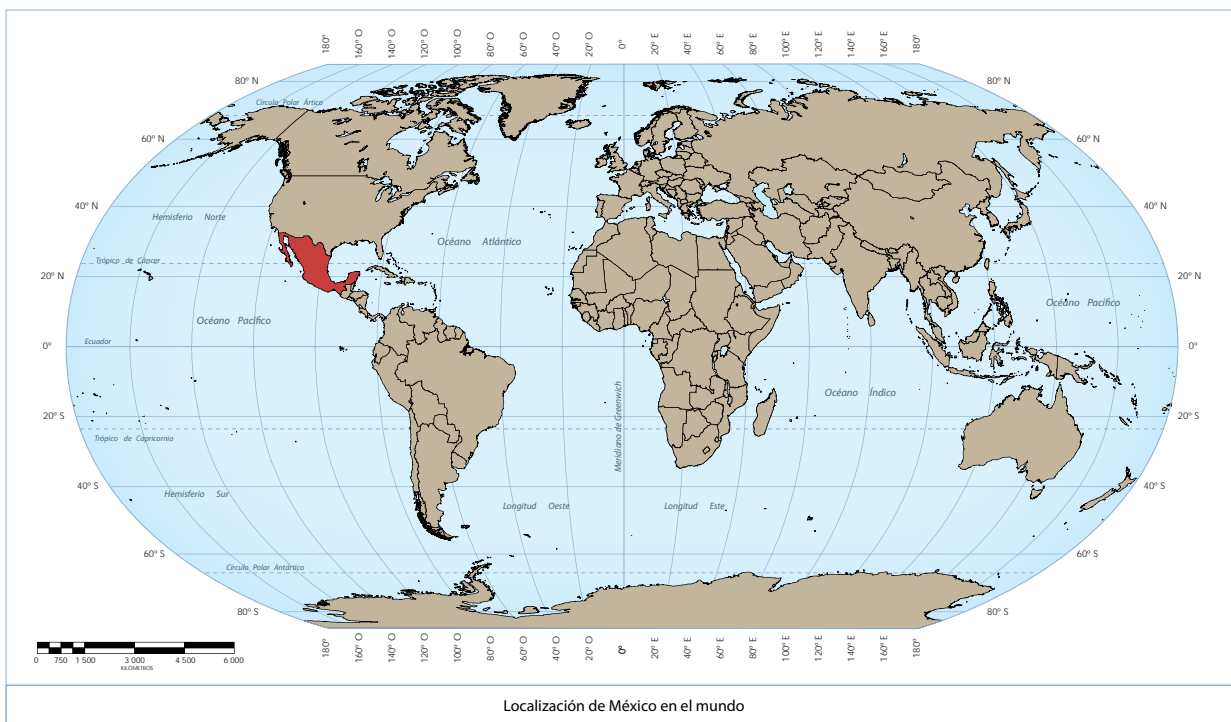 180° 160° O 140° O 120° O 100° O 80° O 60° O 40° O 20° O 0° 20° E 40° E 60° E 80° E 100° E 120° E 140° E 160° E 180°
80° N 80° N
Círculo Polar Ártico
60° N 60° N
40° N 40° N
Hemisferio Norte
Océano Atlántico
Trópico de Cáncer
20° N 20° N
Océano Pacífico
Océano Pacífico
Ecuador
0° 0°
Océano Índico
Meridiano de Greenwich
20° S 20° S
Trópico de Capricornio
40° S 40° S
Hemisferio Sur
Longitud Oeste Longitud Este
60° S 60° S
Círculo Polar Antártico
80° S 80° S
180° 160° O 140° O 120° O 100° O 80° O 60° O 40° O 20° O 0° 20° E 40° E 60° E 80° E 100° E 120° E 140° E 160° E 180°
0 750 1 500 3 000 4 500 6 000
KILÓMETROS
Localización de México en el mundo